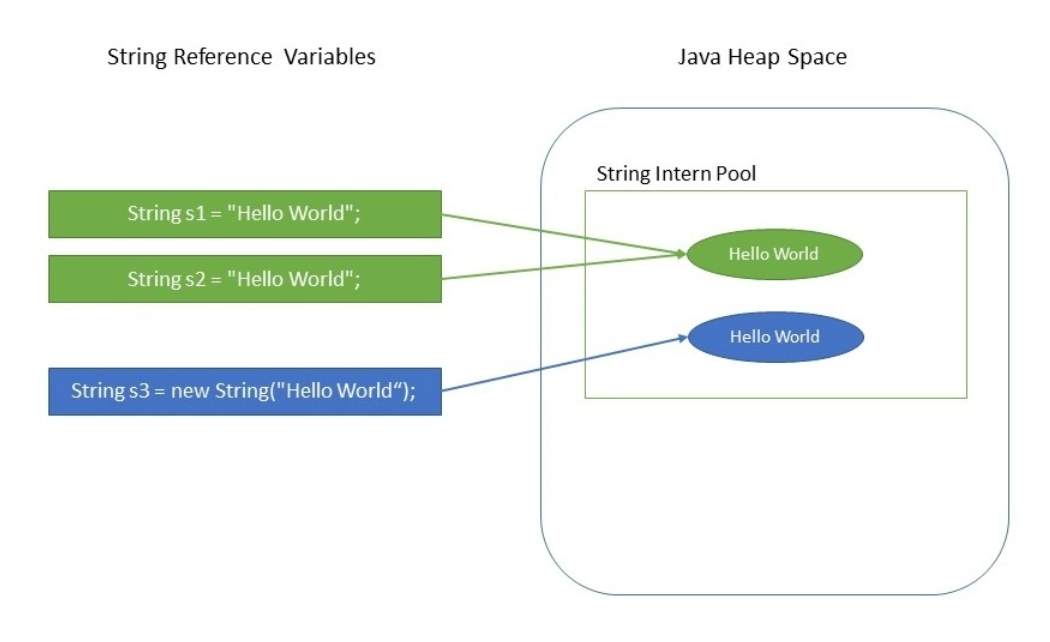 String Reference Variables
Java Heap Space
String Intern Pool
String s1 = "Hello World";
Hello World
String s2 = "Hello World";
Hello World
String s3 = new String("Hello World“);